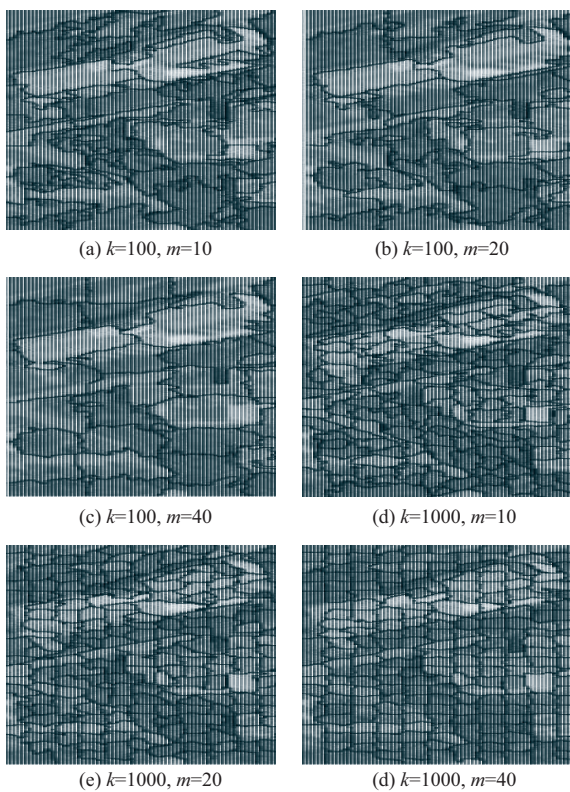 (a) k=100, m=10
(b) k=100, m=20
(c) k=100, m=40
(d) k=1000, m=10
(e) k=1000, m=20
(d) k=1000, m=40